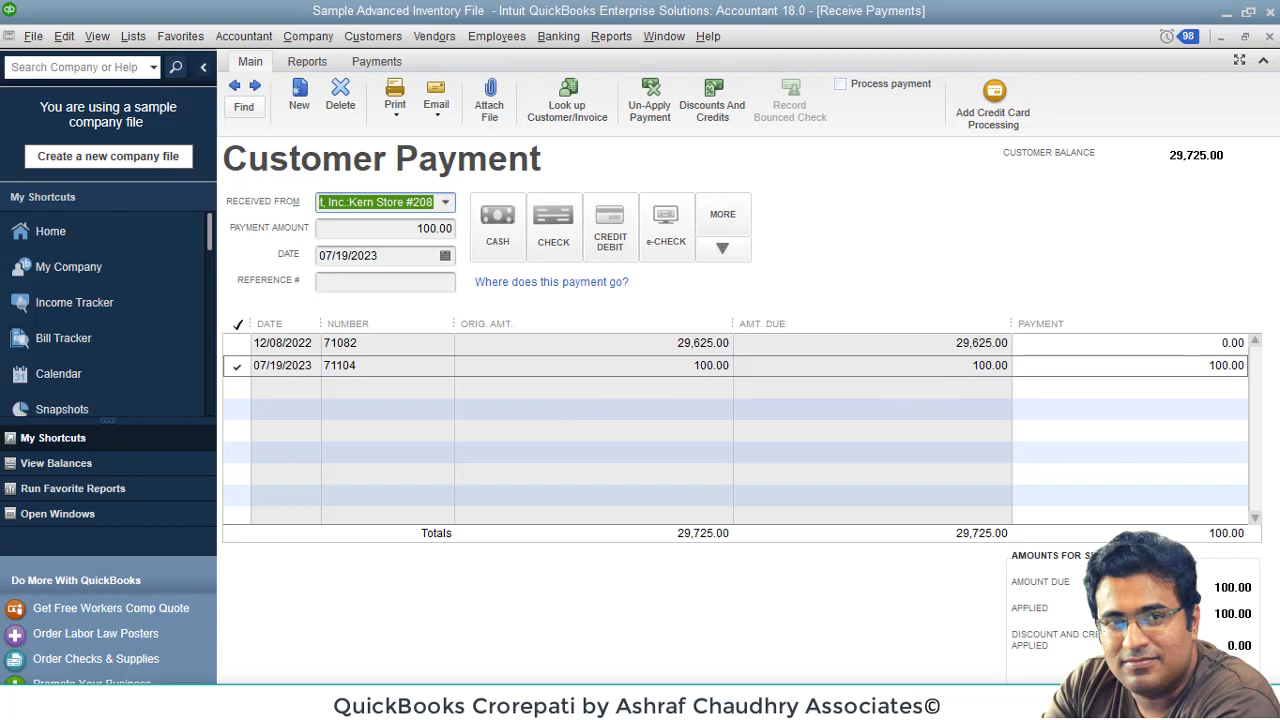 Sample Advanced Inventory File - Intuit QuickBooks Enterprise Solutions: Accountant 18.0 - [Receive Payments]
File Edit View Lists Favorites Accountant Company Customers Vendors Employees Banking Reports Window Help 98
Search Company or Help
You are using a sample
company file
Create a new company file
My Shortcuts
Home
My Company
Income Tracker
Bill Tracker
Calendar
Snapshots
My Shortcuts
View Balances
Run Favorite Reports
Open Windows
Do More With QuickBooks
Get Free Workers Comp Quote
Order Labor Law Posters
Order Checks & Supplies
Main Reports Payments
Find
New
Delete
Print
Email
Attach
File
Look up
Customer/Invoice
Un-Apply
Payment
Discounts And
Credits
Record
Bounced Check
Process payment
Add Credit Card
Processing
Customer Payment
CUSTOMER BALANCE 29,725.00
RECEIVED FROM t, Inc.:Kern Store #208
PAYMENT AMOUNT 100.00
DATE 07/19/2023
REFERENCE #
CASH
CHECK
CREDIT
DEBIT
e-CHECK
MORE
Where does this payment go?
DATE NUMBER ORIG. AMT. AMT. DUE PAYMENT
12/08/2022 71082 29,625.00 29,625.00 0.00
07/19/2023 71104 100.00 100.00 100.00
Totals 29,725.00 29,725.00 100.00
AMOUNTS FOR
AMOUNT DUE 100.00
APPLIED 100.00
DISCOUNT AND
APPLIED 0.00
QuickBooks Crorepati by Ashraf Chaudhry Associates©